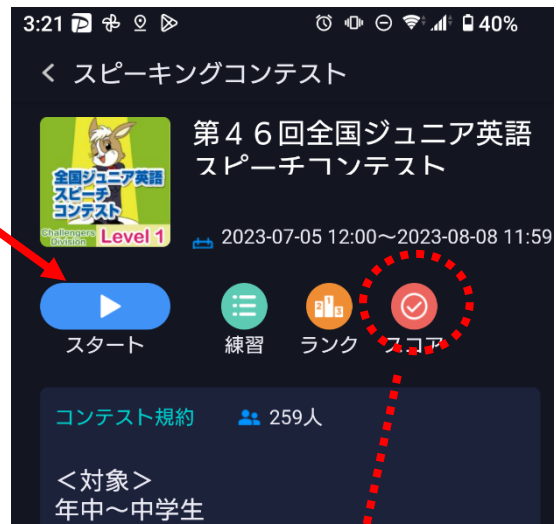 3:21 40%
スピーキングコンテスト
第46回全国ジュニア英語
スピーチコンテスト
全国ジュニア英語
スピーチ
コンテスト
Challengers
Division Level 1
2023-07-05 12:00~2023-08-08 11:59
スタート 練習 ランク スコア
コンテスト規約 259人
<対象>
年中~中学生